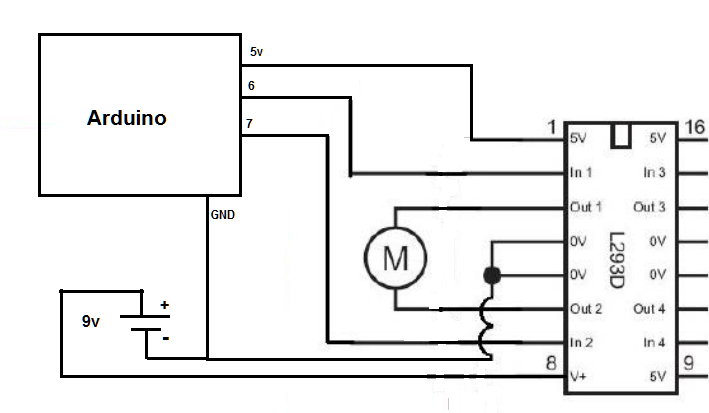 5v
6
Arduino
7
GND
9v
+
-
M
1
16
5V
5V
In 1
In 3
Out 1
Out 3
0V
0V
L293D
0V
0V
Out 2
Out 4
In 2
In 4
8
9
V+
5V